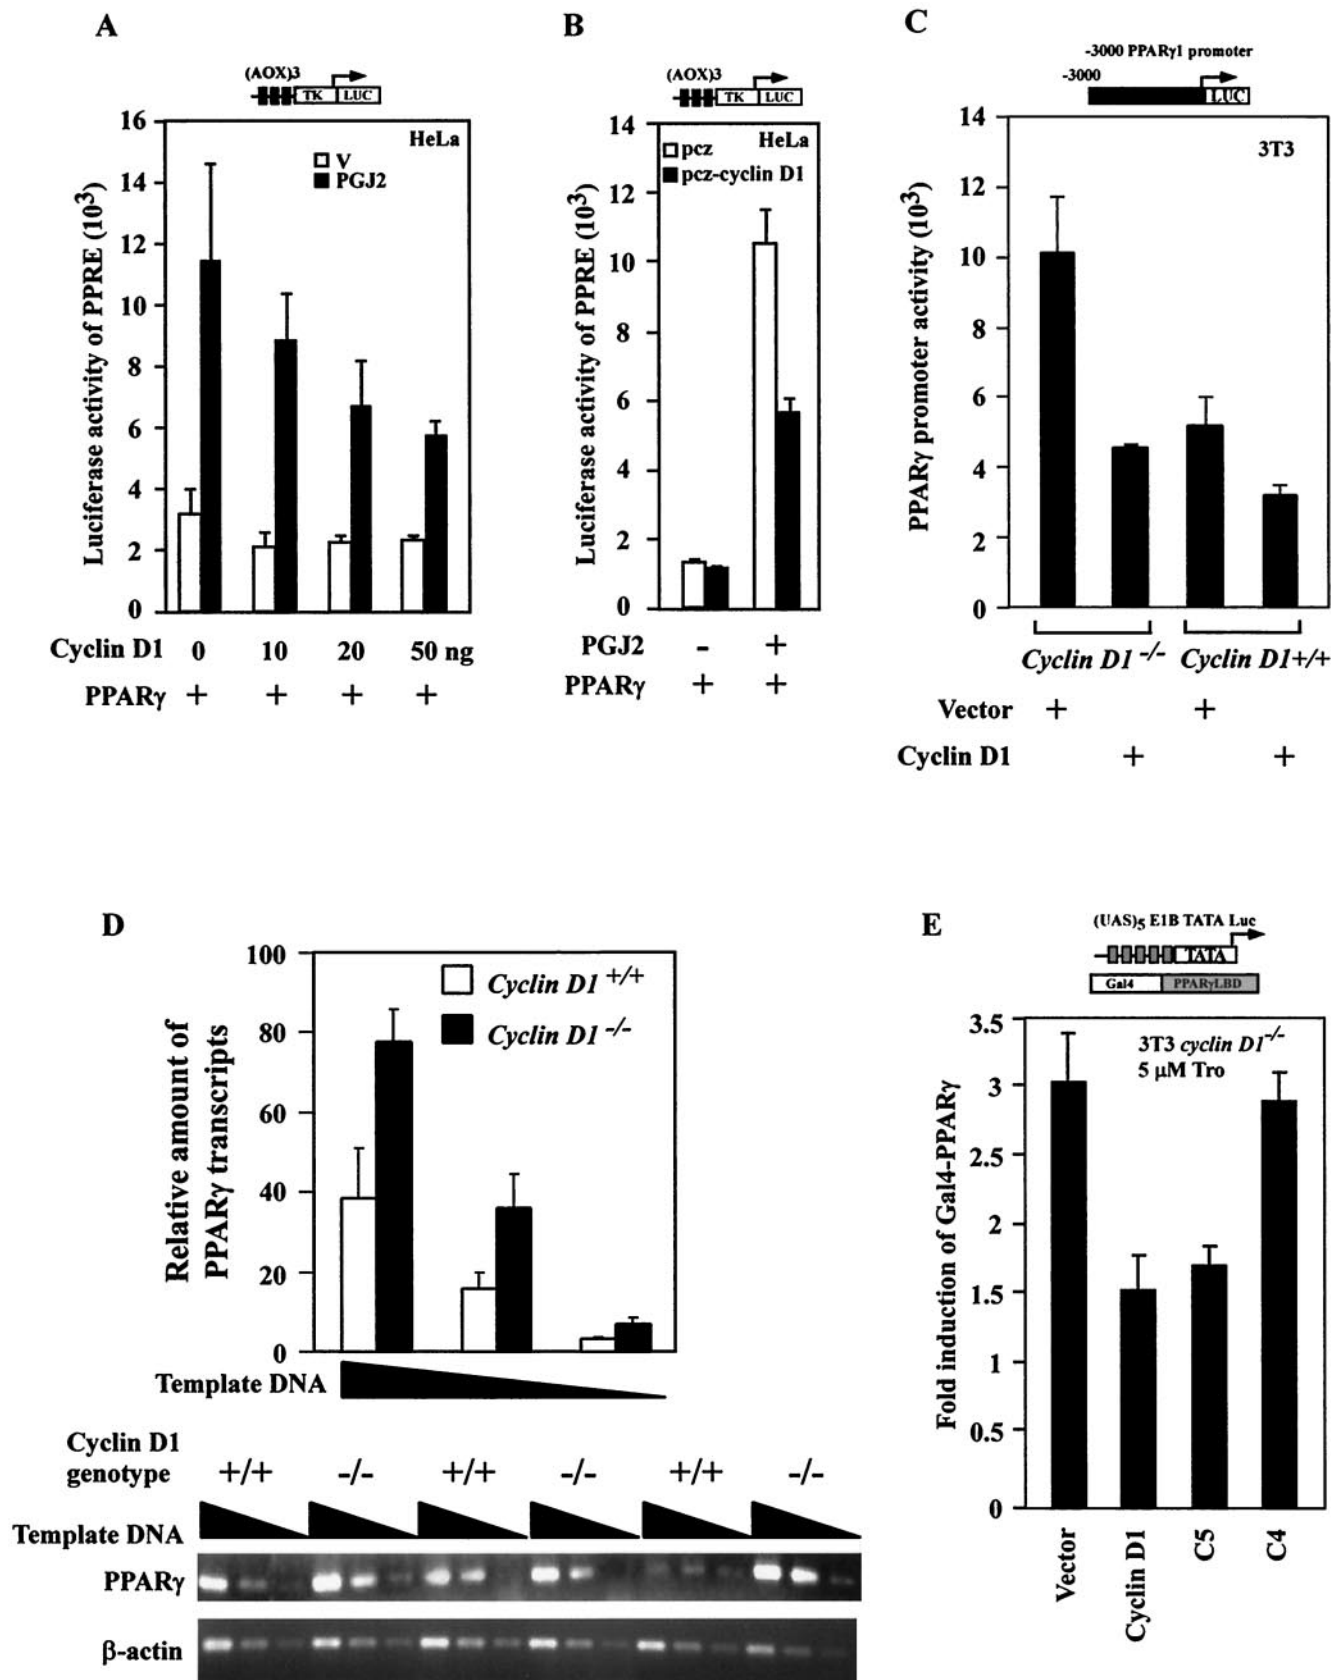 A
(AOX)3
TK LUC
HeLa
V
PGJ2
Luciferase activity of PPRE (10³)
16
14
12
10
8
6
4
2
0
Cyclin D1 0 10 20 50 ng
PPARγ + + + +
B
(AOX)3
TK LUC
HeLa
pcz
pcz-cyclin D1
Luciferase activity of PPRE (10³)
14
12
10
8
6
4
2
0
PGJ2 - +
PPARγ + +
C
-3000 PPARγ1 promoter
-3000
LUC
3T3
PPARγ promoter activity (10³)
14
12
10
8
6
4
2
0
Cyclin D1 -/- Cyclin D1+/+
Vector + +
Cyclin D1 + +
D
Cyclin D1 +/+
Cyclin D1 -/-
Relative amount of
PPARγ transcripts
100
80
60
40
20
0
Template DNA
Cyclin D1
genotype +/+ -/- +/+ -/- +/+ -/-
Template DNA
PPARγ
β-actin
E
(UAS)5 E1B TATA Luc
TATA
Gal4 PPARγLBD
3T3 cyclin D1-/-
5 μM Tro
Fold induction of Gal4-PPARγ
3.5
3
2.5
2
1.5
1
0.5
0
Vector
Cyclin D1
C5
C4